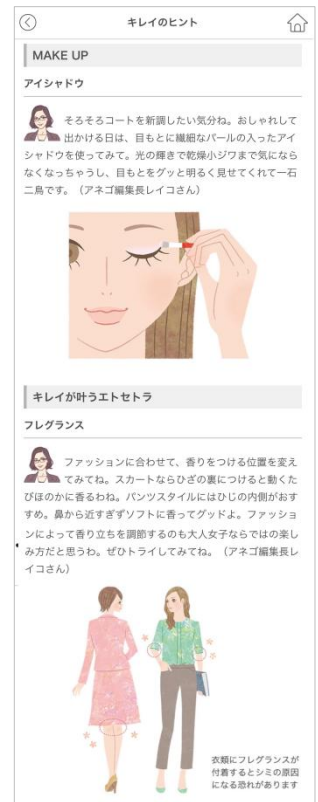 キレイのヒント
MAKE UP
アイシャドウ
そろそろコートを新調したい気分ね。おしゃれして
出かける日は、目もとに繊細なパールの入ったアイ
シャドウを使ってみて。光の輝きで乾燥小ジワまで気になら
なくなっちゃうし、目もとをグッと明るく見せてくれて一石
二鳥です。（アネゴ編集長レイコさん）
キレイが叶うエトセトラ
フレグランス
ファッションに合わせて、香りをつける位置を変え
てみてね。スカートならひざの裏につけると動くた
びほのかに香るわね。パンツスタイルにはひじの内側がおす
すめ。鼻から近すぎずソフトに香ってグッドよ。ファッショ
ンによって香り立ちを調節するのも大人女子ならではの楽し
み方だと思うわ。ぜひトライしてみてね。（アネゴ編集長レ
イコさん）
衣類にフレグランスが
付着するとシミの原因
になる恐れがあります